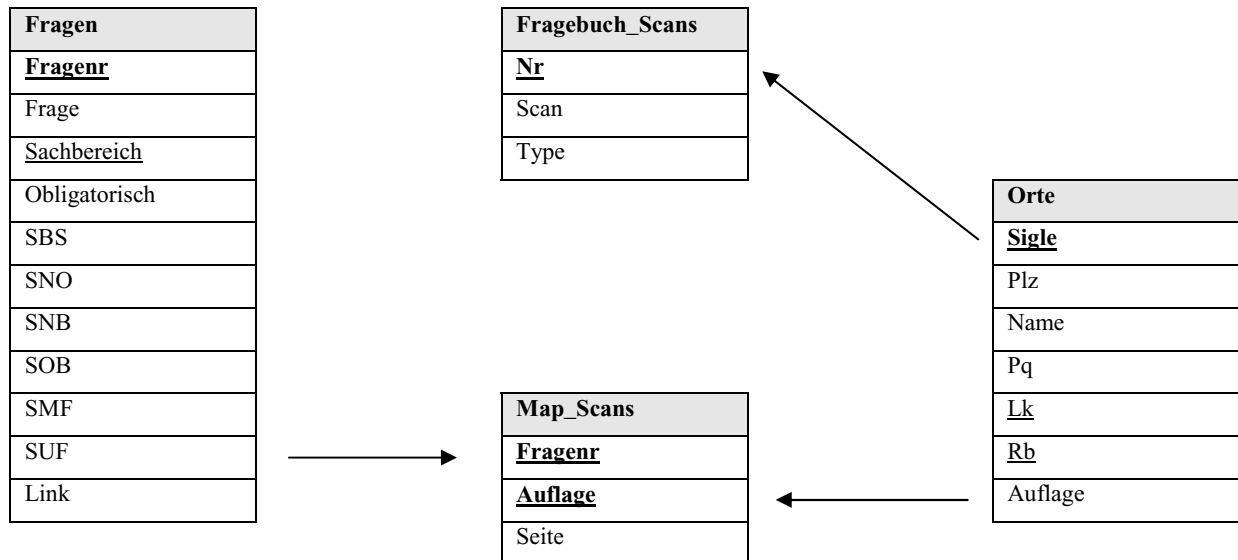 Fragen
Fragenr
Frage
Sachbereich
Obligatorisch
SBS
SNO
SNB
SOB
SMF
SUF
Link
Fragebuch_Scans
Nr
Scan
Type
Map_Scans
Fragenr
Auflage
Seite
Orte
Sigle
Plz
Name
Pq
Lk
Rb
Auflage